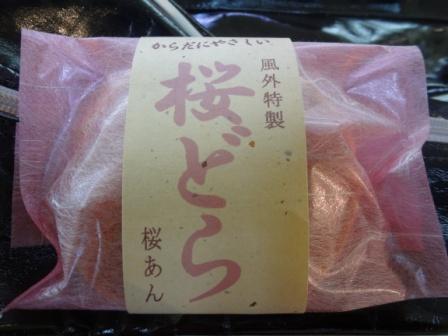 からだにやさしい
風外特製
桜どら
桜あん